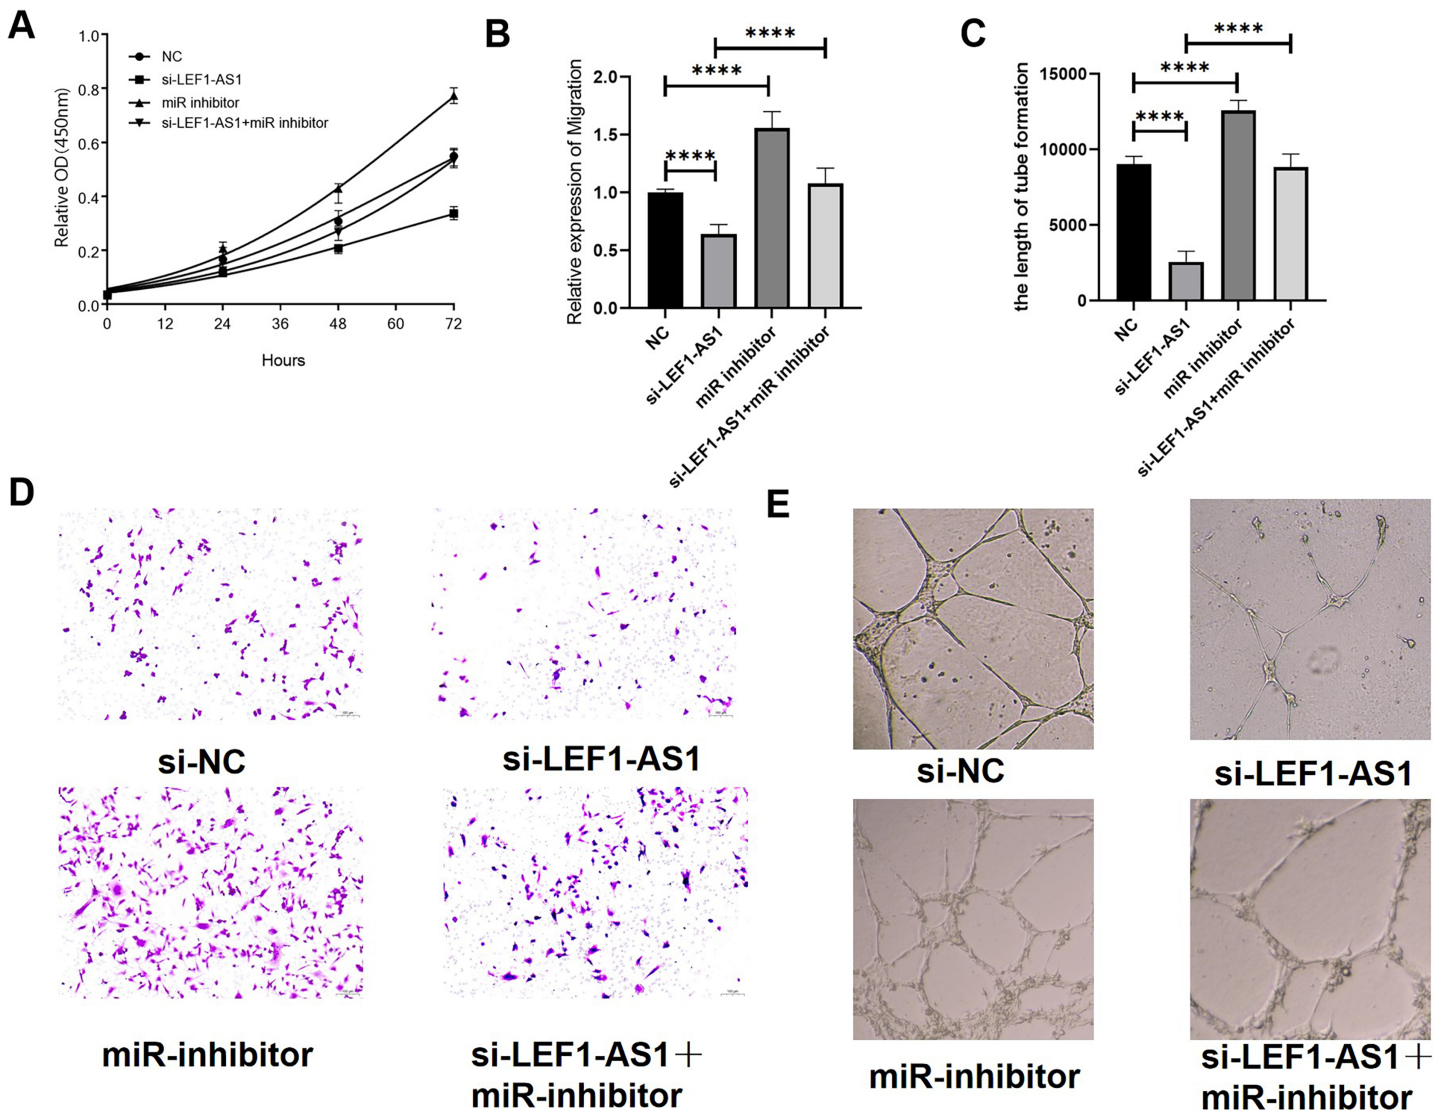 A
1.0
0.8
0.6
0.4
0.2
0.0
Relative OD(450nm)
NC
si-LEF1-AS1
miR inhibitor
si-LEF1-AS1+miR inhibitor
0 12 24 36 48 60 72
Hours
B
****
****
****
2.0
1.5
1.0
0.5
0.0
Relative expression of Migration
NC
si-LEF1-AS1
miR inhibitor
si-LEF1-AS1+miR inhibitor
C
****
****
****
15000
10000
5000
0
the length of tube formation
NC
si-LEF1-AS1
miR inhibitor
si-LEF1-AS1+miR inhibitor
D
si-NC
si-LEF1-AS1
miR-inhibitor
si-LEF1-AS1+
miR-inhibitor
E
si-NC
si-LEF1-AS1
miR-inhibitor
si-LEF1-AS1+
miR-inhibitor